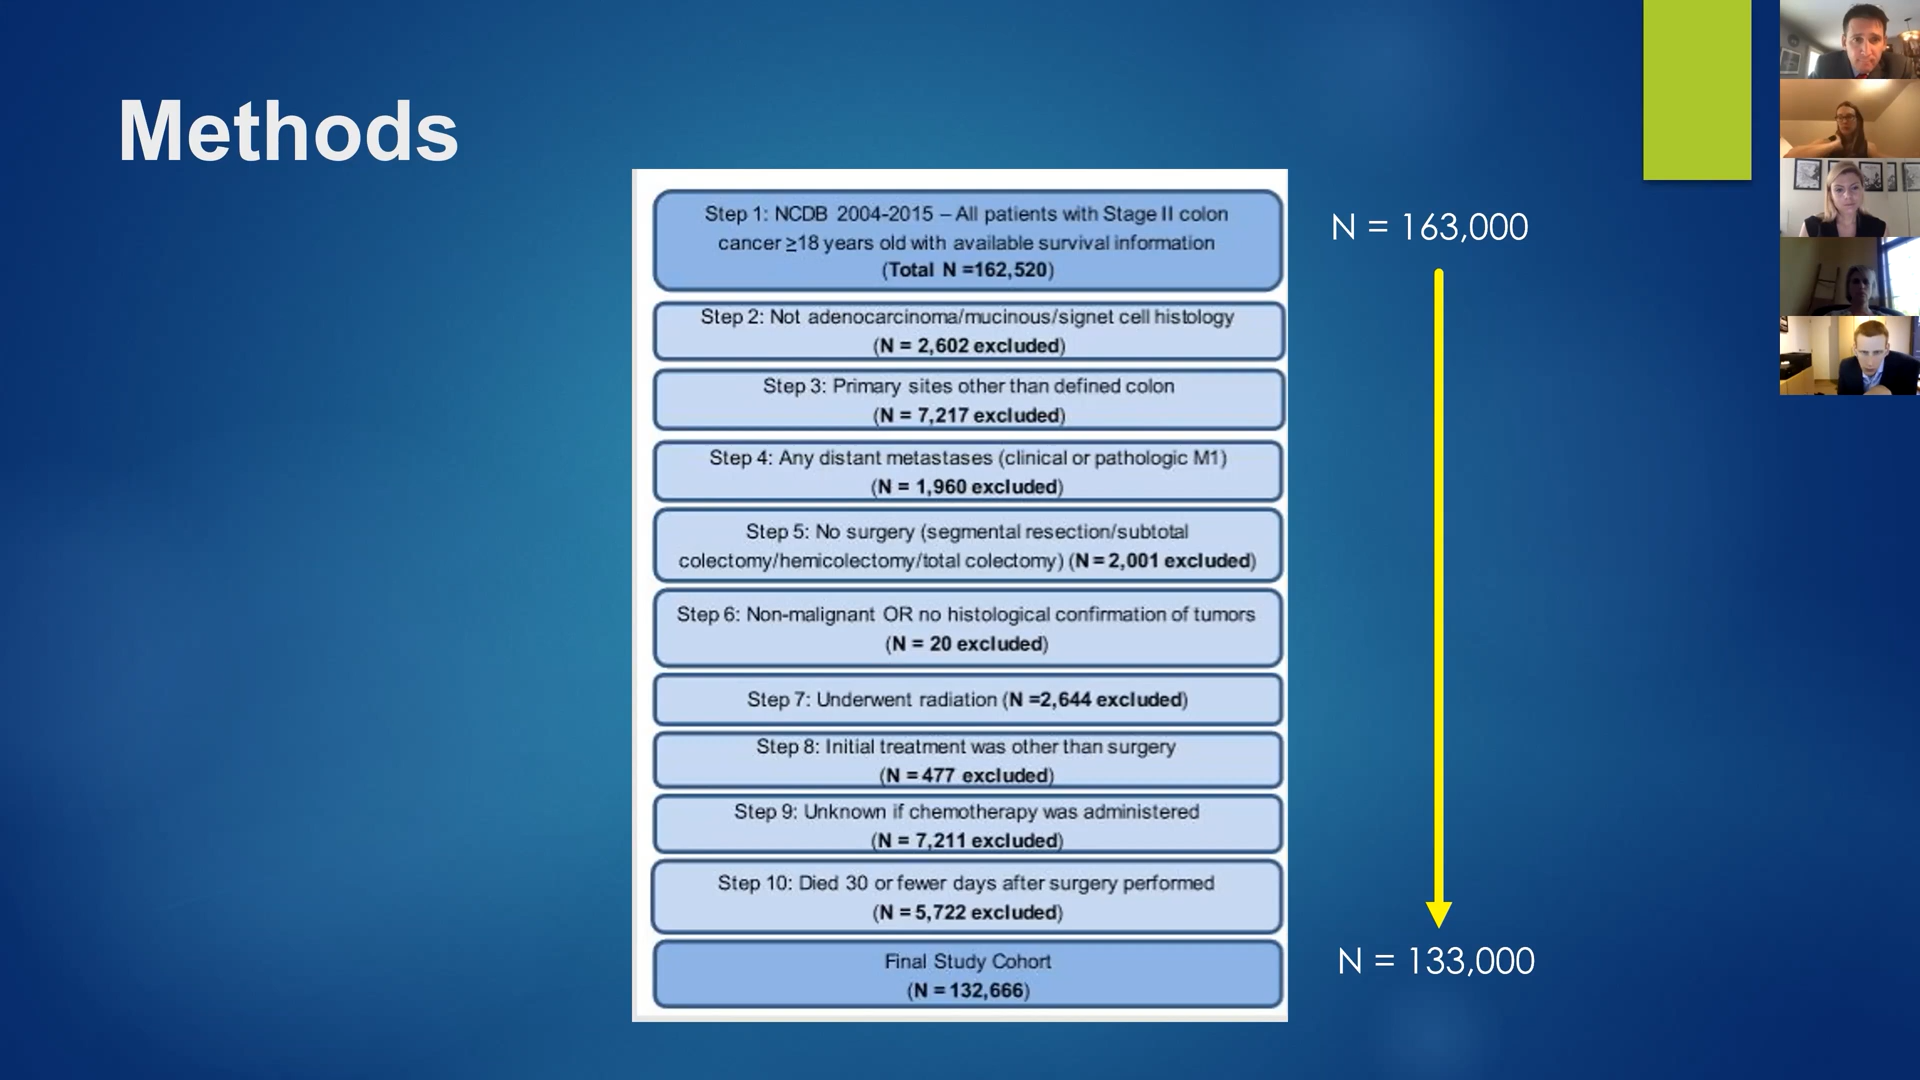 Methods
Step 1: NCDB 2004-2015 – All patients with Stage II colon
cancer ≥18 years old with available survival information
(Total N =162,520)
Step 2: Not adenocarcinoma/mucinous/signet cell histology
(N = 2,602 excluded)
Step 3: Primary sites other than defined colon
(N = 7,217 excluded)
Step 4: Any distant metastases (clinical or pathologic M1)
(N = 1,960 excluded)
Step 5: No surgery (segmental resection/subtotal
colectomy/hemicolectomy/total colectomy) (N = 2,001 excluded)
Step 6: Non-malignant OR no histological confirmation of tumors
(N = 20 excluded)
Step 7: Underwent radiation (N =2,644 excluded)
Step 8: Initial treatment was other than surgery
(N = 477 excluded)
Step 9: Unknown if chemotherapy was administered
(N = 7,211 excluded)
Step 10: Died 30 or fewer days after surgery performed
(N = 5,722 excluded)
Final Study Cohort
(N = 132,666)
N = 163,000
N = 133,000